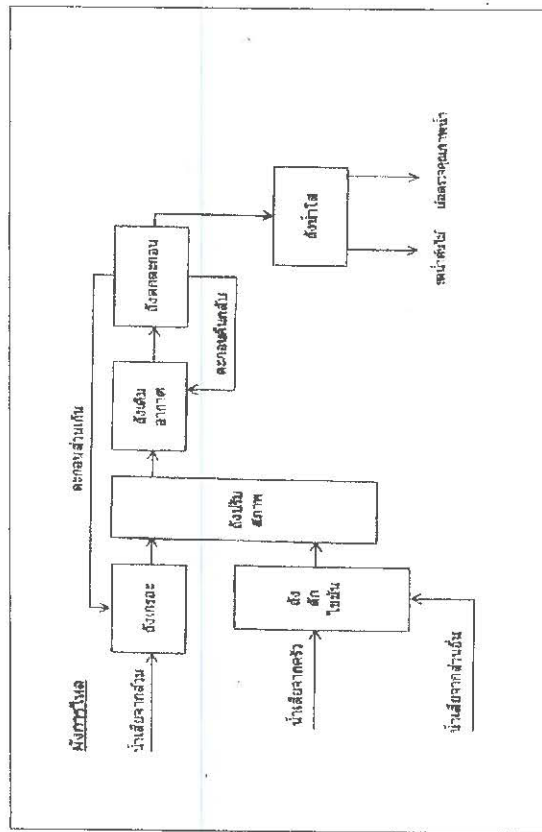 ผังการไหล
ตะกอนส่วนเกิน
น้ำเสียจากส้วม
ถังเกรอะ
ถังปรับ
สภาพ
ถังเติม
อากาศ
ถังตกตะกอน
ตะกอนคืนกลับ
น้ำเสียจากครัว
ถัง
ดัก
ไขมัน
น้ำเสียจากส่วนอื่น
ถังน้ำใส
รดน้ำต้นไม้
บ่อตรวจคุณภาพน้ำ